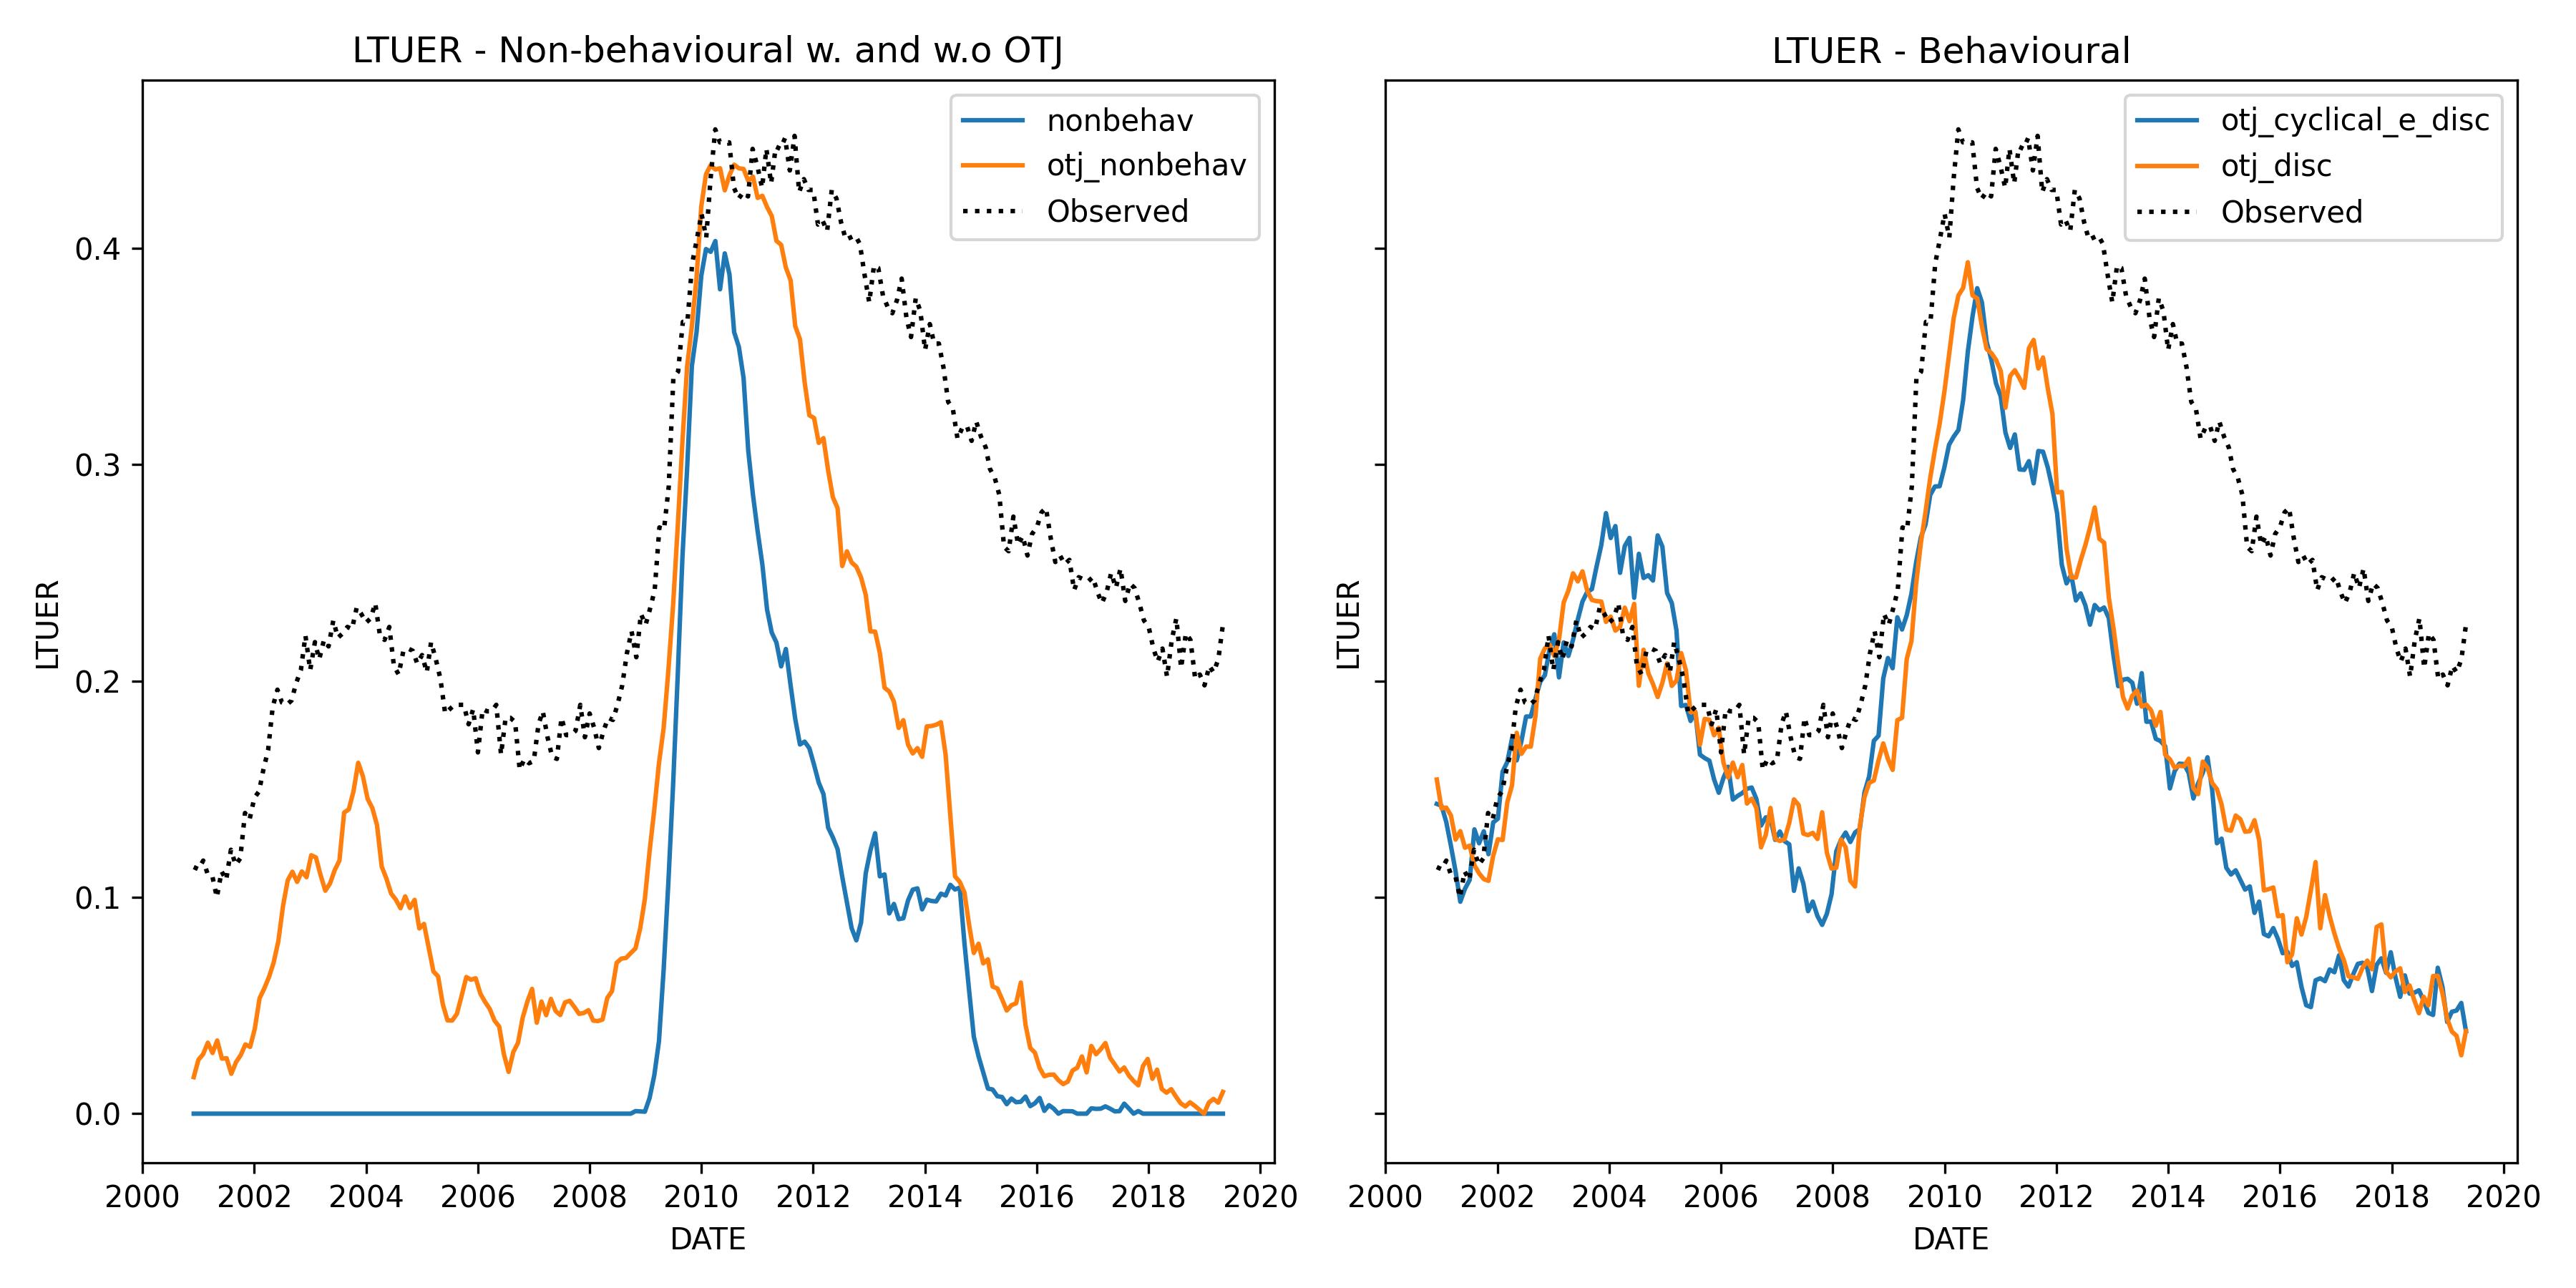 LTUER - Non-behavioural w. and w.o OTJ
nonbehav
otj_nonbehav
Observed
LTUER
0.4
0.3
0.2
0.1
0.0
2000 2002 2004 2006 2008 2010 2012 2014 2016 2018 2020
DATE
LTUER - Behavioural
otj_cyclical_e_disc
otj_disc
Observed
LTUER
2000 2002 2004 2006 2008 2010 2012 2014 2016 2018 2020
DATE